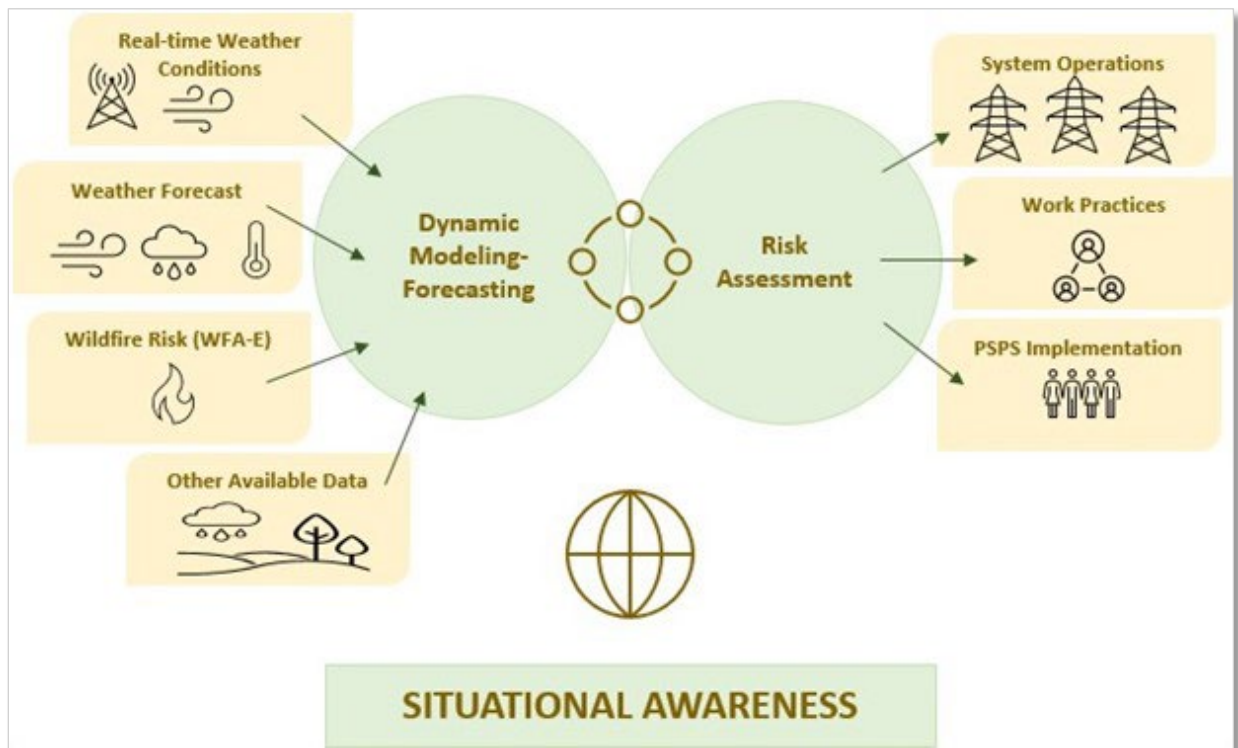 Real-time Weather
Conditions
Weather Forecast
Wildfire Risk (WFA-E)
Other Available Data
Dynamic
Modeling-
Forecasting
Risk
Assessment
System Operations
Work Practices
PSPS Implementation
SITUATIONAL AWARENESS